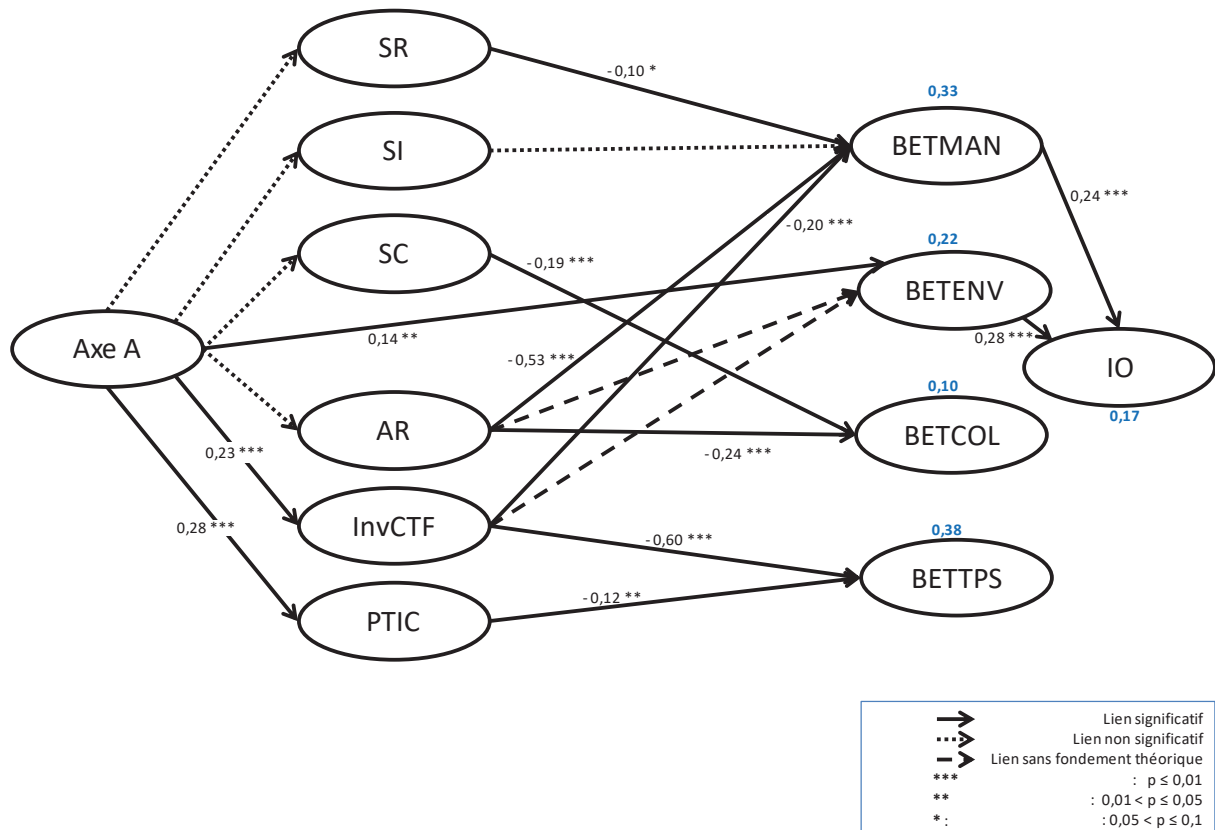 SR
- 0,10 *
0,33
BETMAN
SI
0,24 ***
- 0,20 ***
SC
0,22
- 0,19 ***
BETENV
Axe A
0,14 **
0,28 ***
- 0,53 ***
IO
0,10
0,17
AR
BETCOL
0,23 ***
- 0,24 ***
InvCTF
0,28 ***
0,38
- 0,60 ***
BETTPS
- 0,12 **
PTIC
Lien significatif
Lien non significatif
Lien sans fondement théorique
*** : p ≤ 0,01
** : 0,01 < p ≤ 0,05
* : : 0,05 < p ≤ 0,1